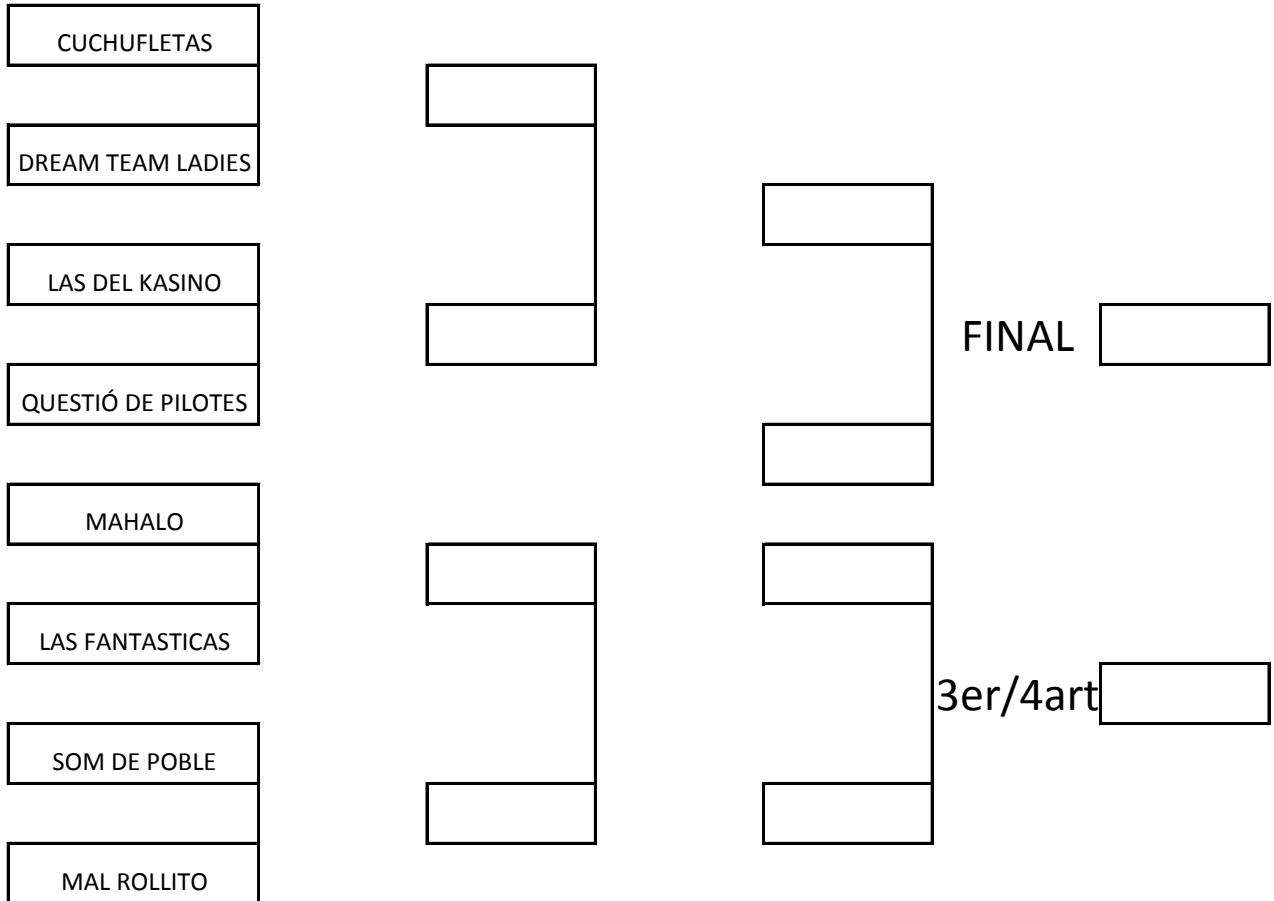 CUCHUFLETAS
DREAM TEAM LADIES
LAS DEL KASINO
QUESTIÓ DE PILOTES
MAHALO
LAS FANTASTICAS
SOM DE POBLE
MAL ROLLITO
FINAL
3er/4art